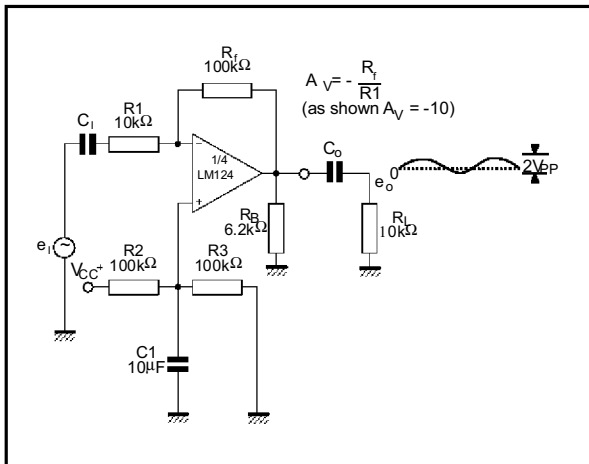 Rf
100kΩ
A V = - Rf
R1
(as shown AV = -10)
R1
10kΩ
CI
1/4
LM124
−
+
Co
eo
0
2VPP
RB
6.2kΩ
RL
10kΩ
eI
VCC+
R2
100kΩ
R3
100kΩ
C1
10µF